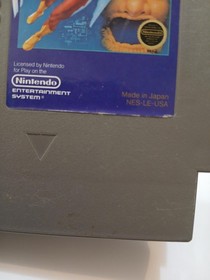 Licensed by Nintendo
for Play on the
Nintendo
ENTERTAINMENT
SYSTEM®
Made in Japan
NES-LE-USA